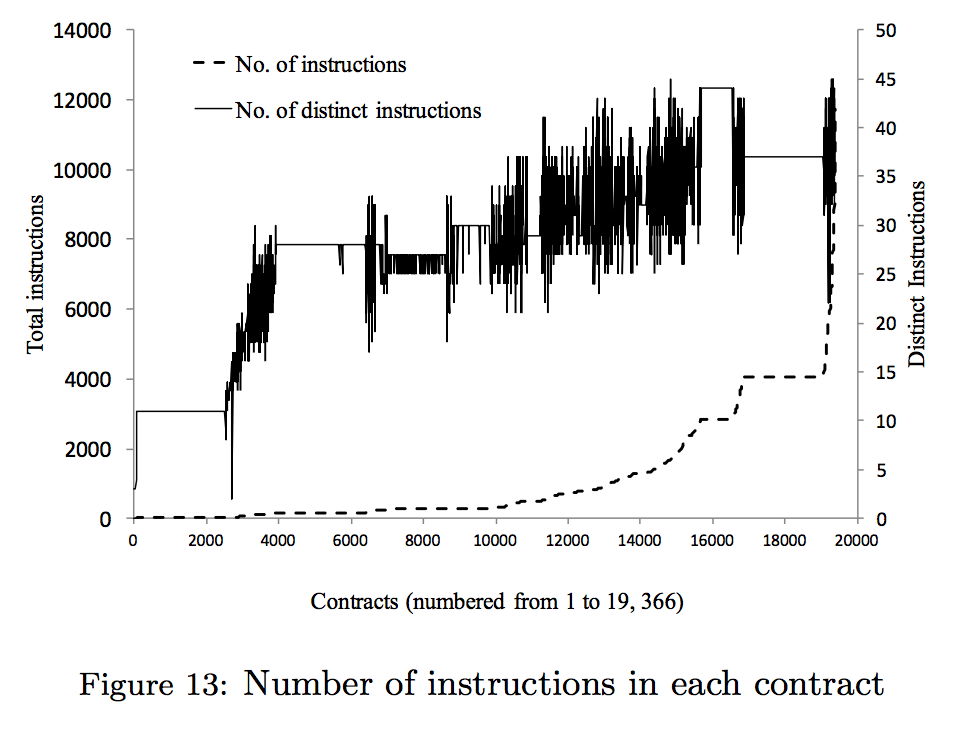 14000
12000
10000
8000
6000
4000
2000
0
Total instructions
No. of instructions
No. of distinct instructions
50
45
40
35
30
25
20
15
10
5
0
Distinct Instructions
0 2000 4000 6000 8000 10000 12000 14000 16000 18000 20000
Contracts (numbered from 1 to 19, 366)
Figure 13: Number of instructions in each contract